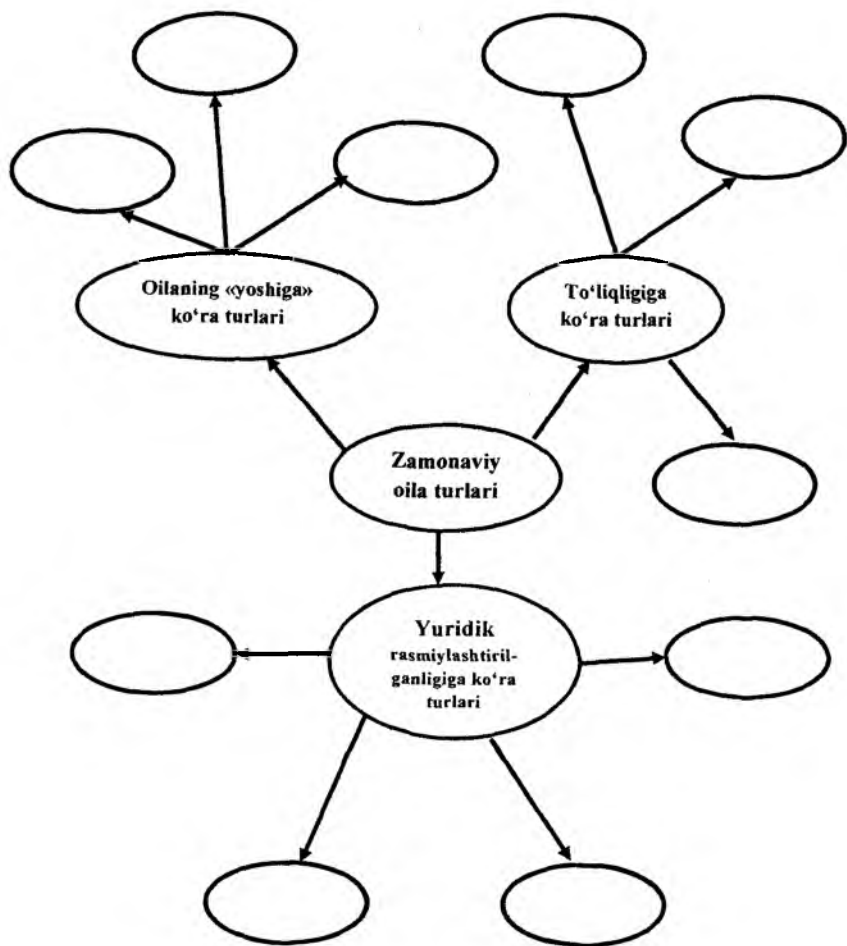 Oilaning «yoshiga»
ko‘ra turlari
To‘liqligiga
ko‘ra turlari
Zamonaviy
oila turlari
Yuridik
rasmiylashtiril-
ganligiga ko‘ra
turlari